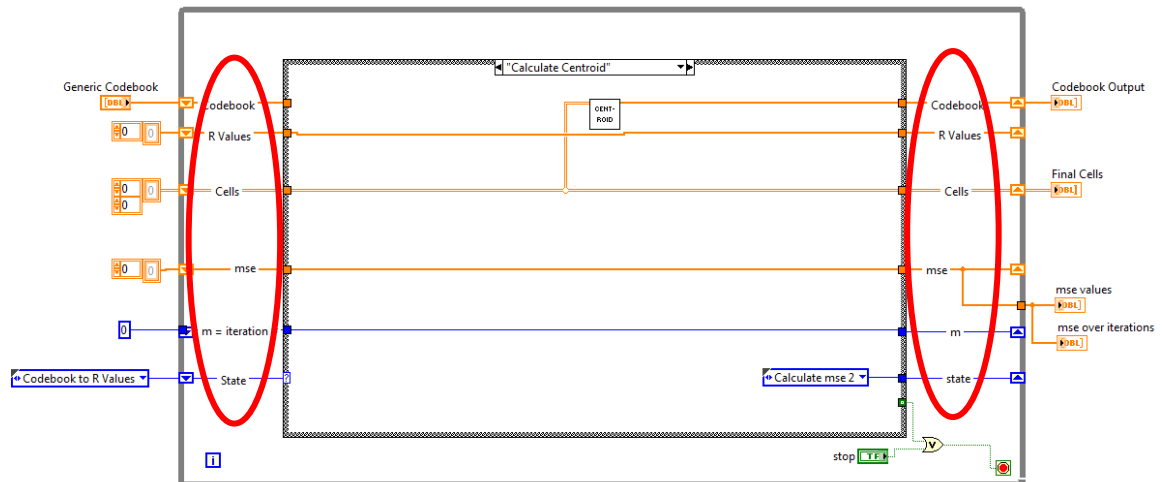 "Calculate Centroid"
Generic Codebook
Codebook Output
[DBL]
Codebook
CENT-
ROID
Codebook
DBL]
0 0
R Values
R Values
Final Cells
0 0
Cells
Cells
DBL]
0
0 0
mse
mse
mse values
DBL]
0
m = iteration
m
mse over iterations
DBL]
Codebook to R Values
State
?
Calculate mse 2
state
V
stop
TF
i